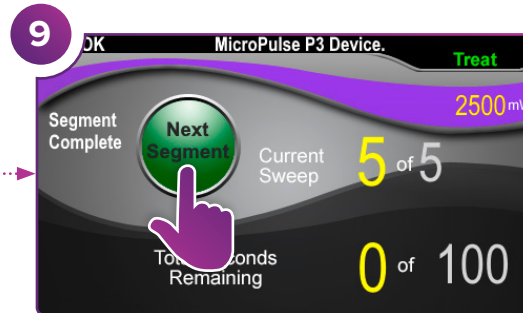 9
OK
MicroPulse P3 Device.
Treat
2500
Segment
Complete
Next
Segment
Current
Sweep
5 of 5
Remaining
0 of 100